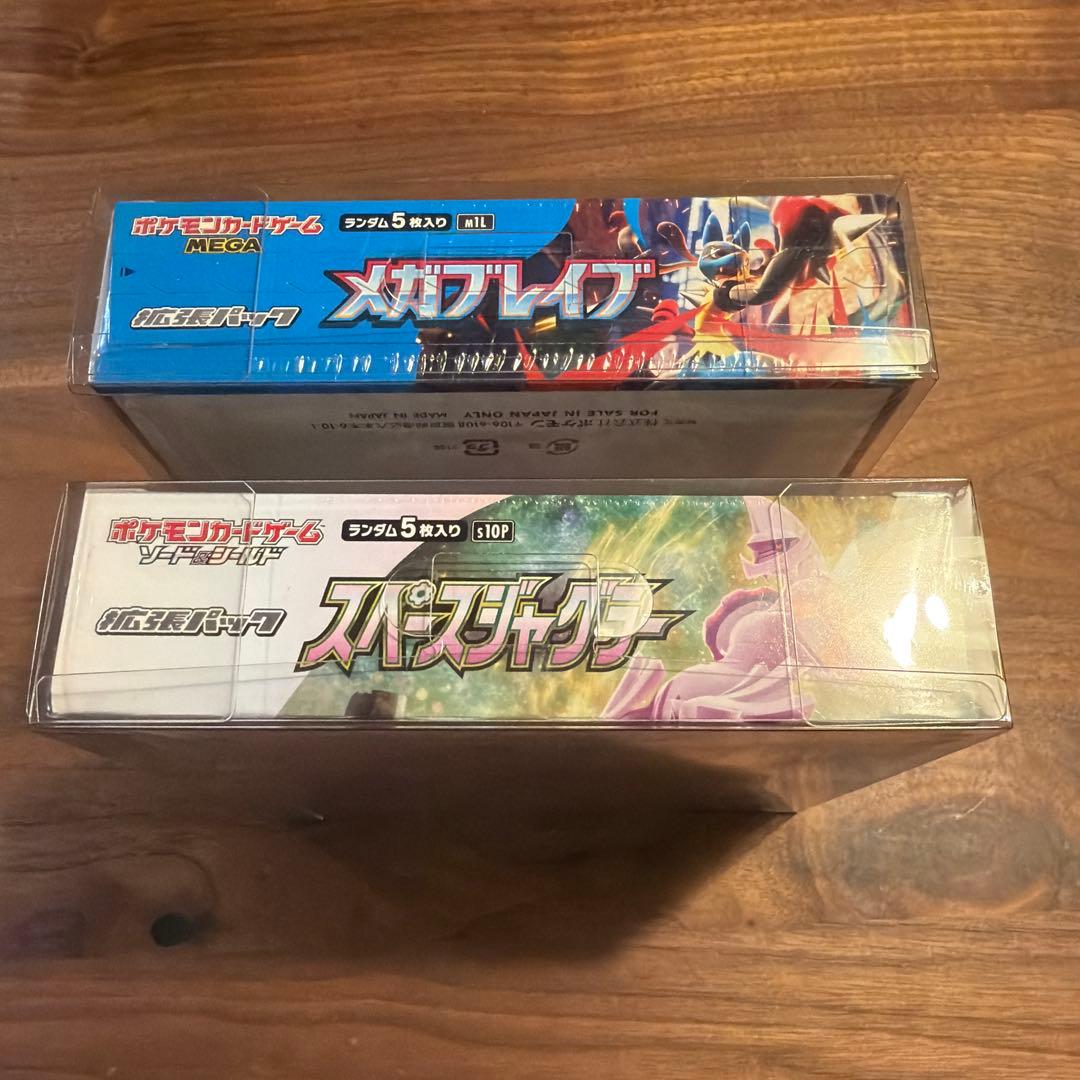 ポケモンカードゲーム
MEGA
ランダム5枚入り M1L
メガブレイブ
拡張パック
FOR SALE IN JAPAN ONLY MADE IN JAPAN
ポケモンカードゲーム
ソード&シールド
ランダム5枚入り S10P
スペースジャグラー
拡張パック